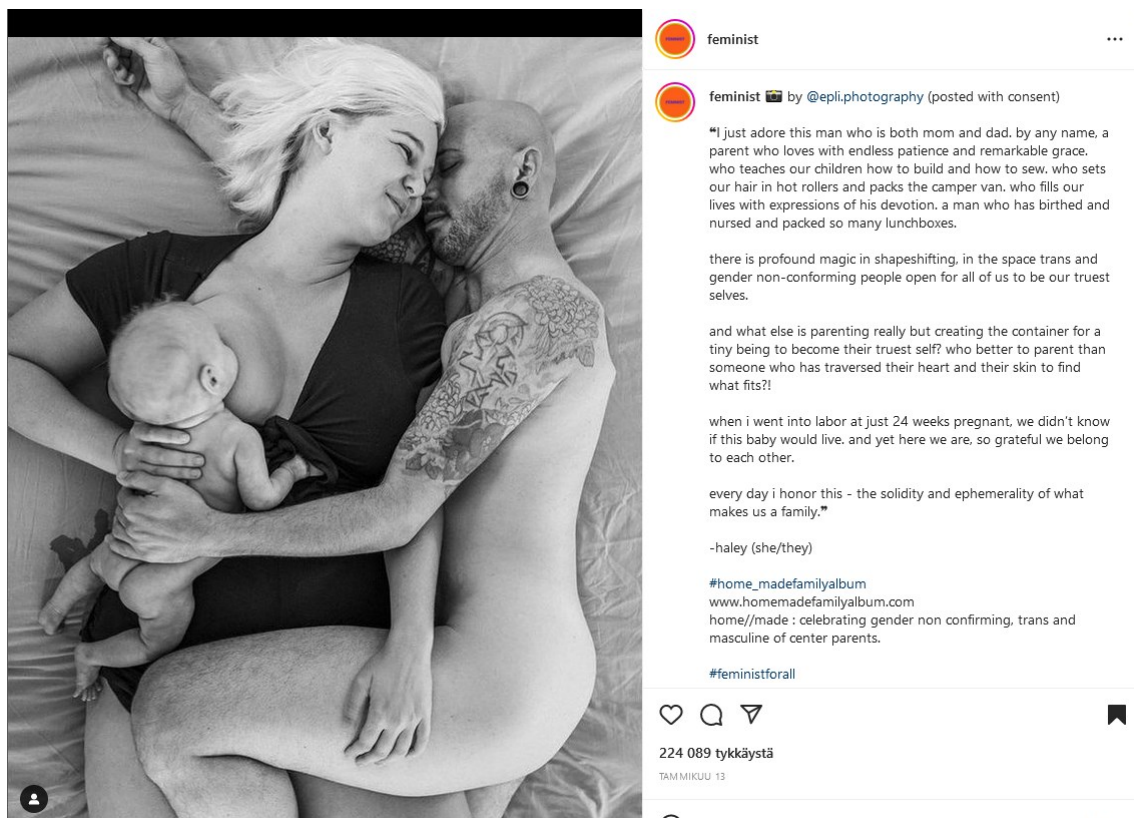 feminist
feminist 📷 by @epli.photography (posted with consent)
❝I just adore this man who is both mom and dad. by any name, a
parent who loves with endless patience and remarkable grace.
who teaches our children how to build and how to sew. who sets
our hair in hot rollers and packs the camper van. who fills our
lives with expressions of his devotion. a man who has birthed and
nursed and packed so many lunchboxes.
there is profound magic in shapeshifting, in the space trans and
gender non-conforming people open for all of us to be our truest
selves.
and what else is parenting really but creating the container for a
tiny being to become their truest self? who better to parent than
someone who has traversed their heart and their skin to find
what fits?!
when i went into labor at just 24 weeks pregnant, we didn't know
if this baby would live. and yet here we are, so grateful we belong
to each other.
every day i honor this - the solidity and ephemerality of what
makes us a family.❞
-haley (she/they)
#home_madefamilyalbum
www.homemadefamilyalbum.com
home//made : celebrating gender non confirming, trans and
masculine of center parents.
#feministforall
224 089 tykkäystä
TAMMIKUU 13